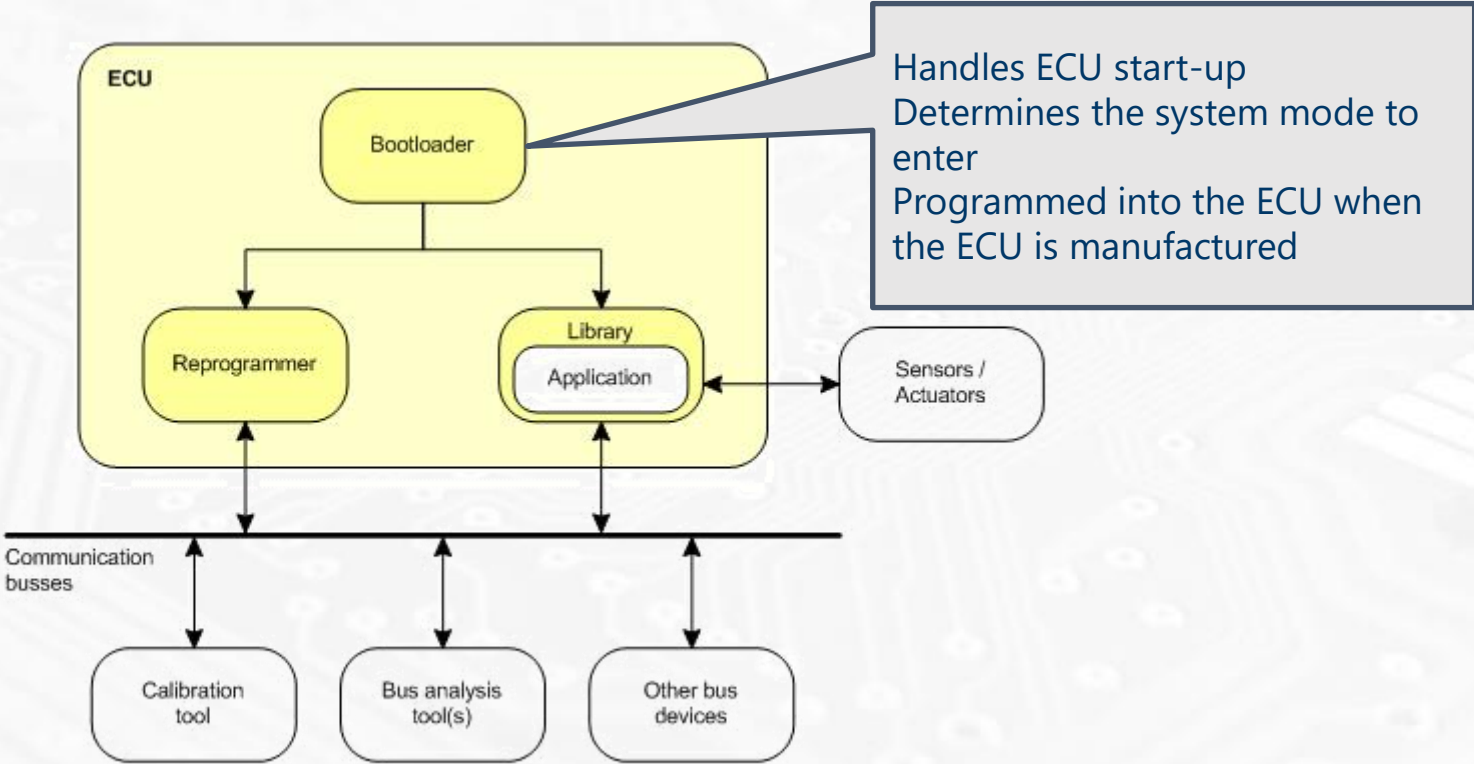 ECU
Bootloader
Handles ECU start-up
Determines the system mode to
enter
Programmed into the ECU when
the ECU is manufactured
Reprogrammer
Library
Application
Sensors /
Actuators
Communication
busses
Calibration
tool
Bus analysis
tool(s)
Other bus
devices